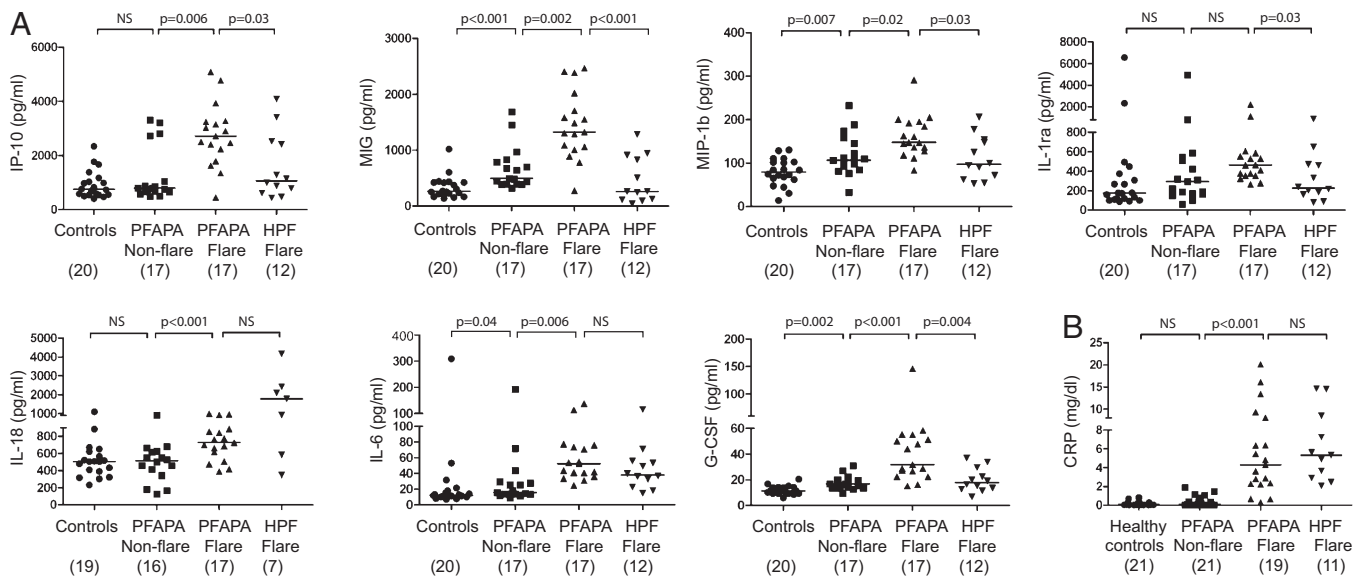 A
NS p=0.006 p=0.03
IP-10 (pg/ml)
6000
4000
2000
0
Controls PFAPA PFAPA HPF
Non-flare Flare Flare
(20) (17) (17) (12)
p<0.001 p=0.002 p<0.001
MIG (pg/ml)
3000
2000
1000
0
Controls PFAPA PFAPA HPF
Non-flare Flare Flare
(20) (17) (17) (12)
p=0.007 p=0.02 p=0.03
MIP-1b (pg/ml)
400
300
200
100
0
Controls PFAPA PFAPA HPF
Non-flare Flare Flare
(20) (17) (17) (12)
NS NS p=0.03
IL-1ra (pg/ml)
8000
6000
4000
2000
800
600
400
200
0
Controls PFAPA PFAPA HPF
Non-flare Flare Flare
(20) (17) (17) (12)
NS p<0.001 NS
IL-18 (pg/ml)
5000
4000
3000
2000
1000
800
600
400
200
0
Controls PFAPA PFAPA HPF
Non-flare Flare Flare
(19) (16) (17) (7)
p=0.04 p=0.006 NS
IL-6 (pg/ml)
400
300
200
100
80
60
40
20
0
Controls PFAPA PFAPA HPF
Non-flare Flare Flare
(20) (17) (17) (12)
p=0.002 p<0.001 p=0.004
G-CSF (pg/ml)
200
150
100
60
40
20
0
Controls PFAPA PFAPA HPF
Non-flare Flare Flare
(20) (17) (17) (12)
B
NS p<0.001 NS
CRP (mg/dl)
25
20
15
10
8
6
4
2
0
Healthy PFAPA PFAPA HPF
controls Non-flare Flare Flare
(21) (21) (19) (11)